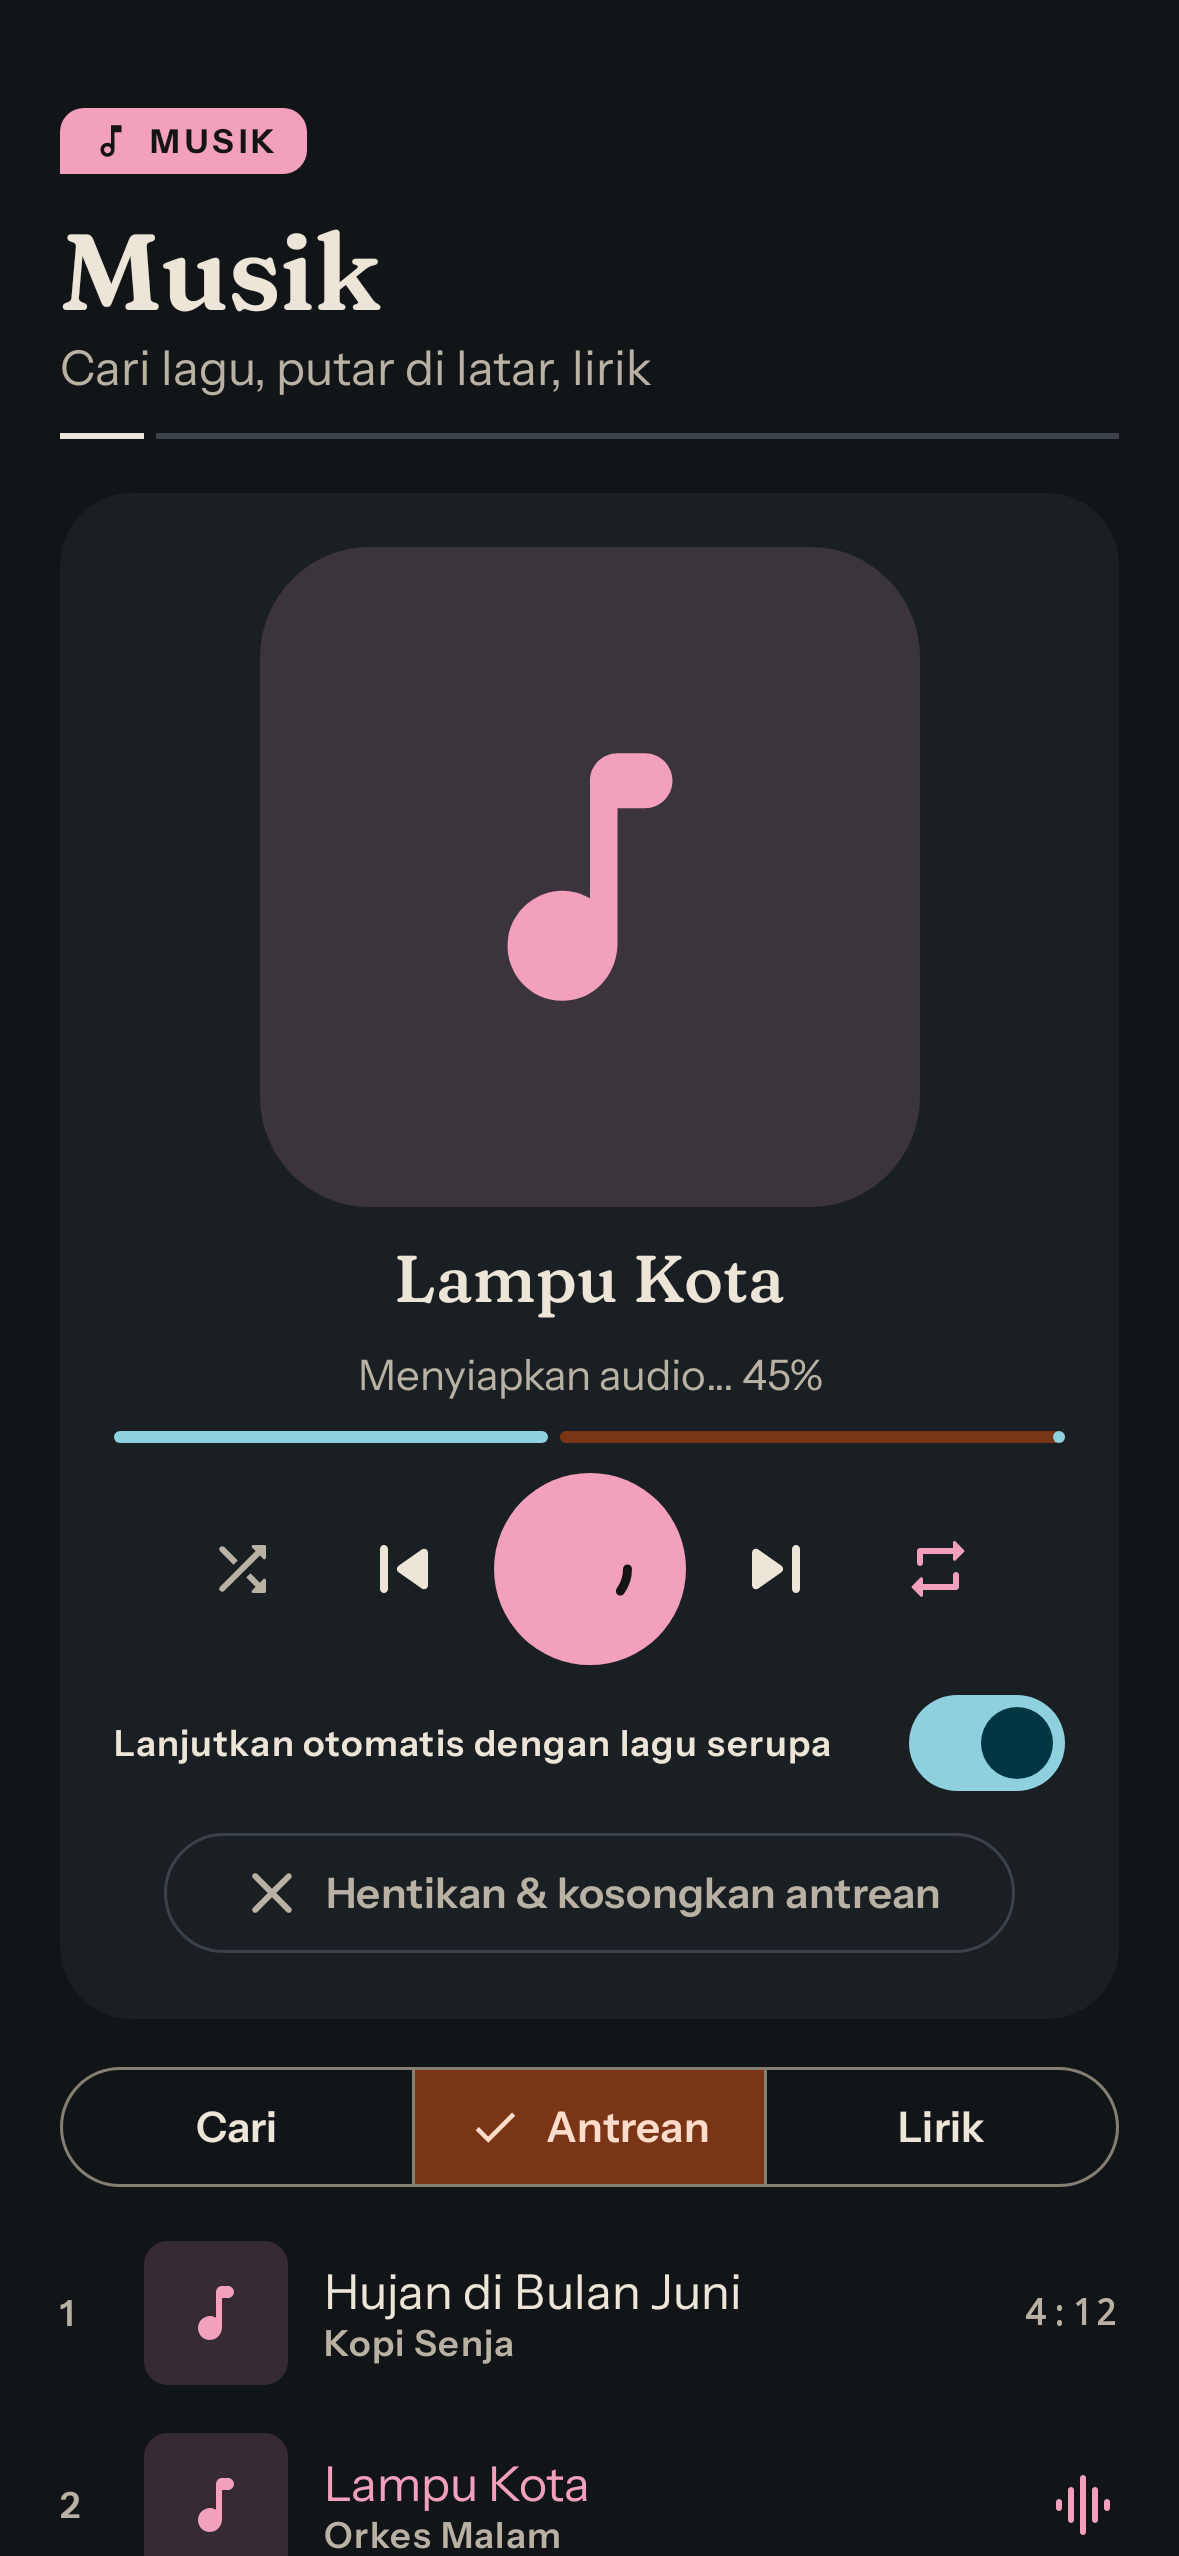 MUSIK
Musik
Cari lagu, putar di latar, lirik
Lampu Kota
Menyiapkan audio... 45%
Lanjutkan otomatis dengan lagu serupa
Hentikan & kosongkan antrean
Cari
Antrean
Lirik
1
Hujan di Bulan Juni
Kopi Senja
4:12
2
Lampu Kota
Orkes Malam